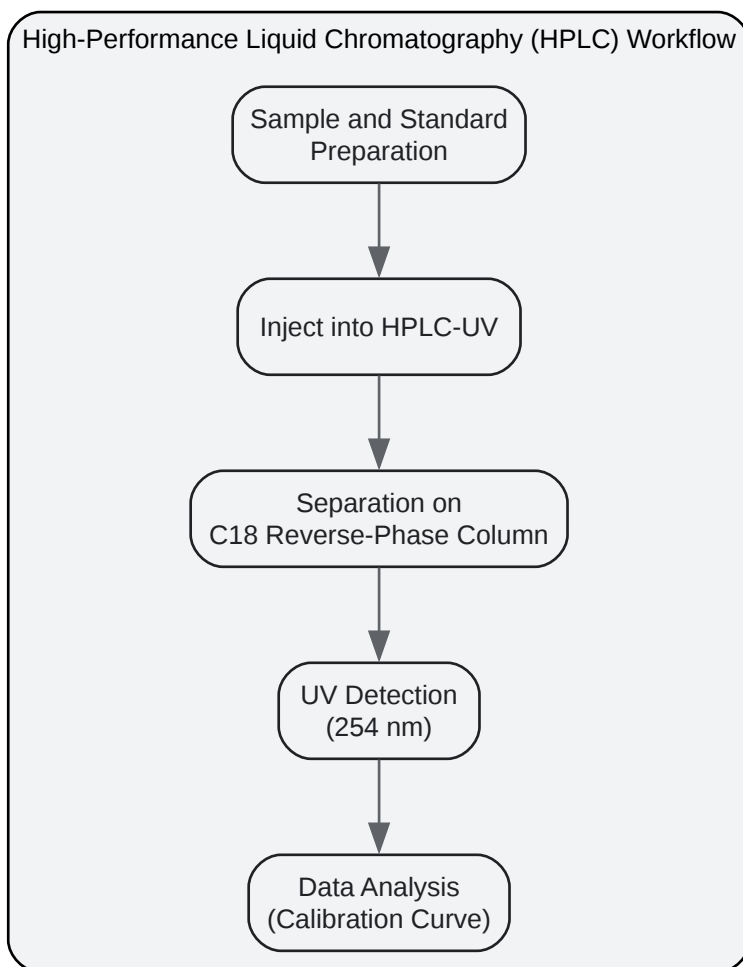 High-Performance Liquid Chromatography (HPLC) Workflow
Sample and Standard
Preparation
Inject into HPLC-UV
Separation on
C18 Reverse-Phase Column
UV Detection
(254 nm)
Data Analysis
(Calibration Curve)